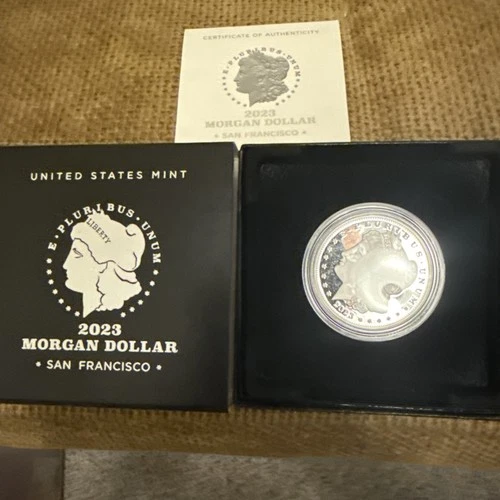 CERTIFICATE OF AUTHENTICITY
E·PLURIBUS·UNUM
2023
MORGAN DOLLAR
• SAN FRANCISCO •
UNITED STATES MINT
E·PLURIBUS·UNUM
LIBERTY
2023
MORGAN DOLLAR
• SAN FRANCISCO •
PLURIBUS·UNUM
2023